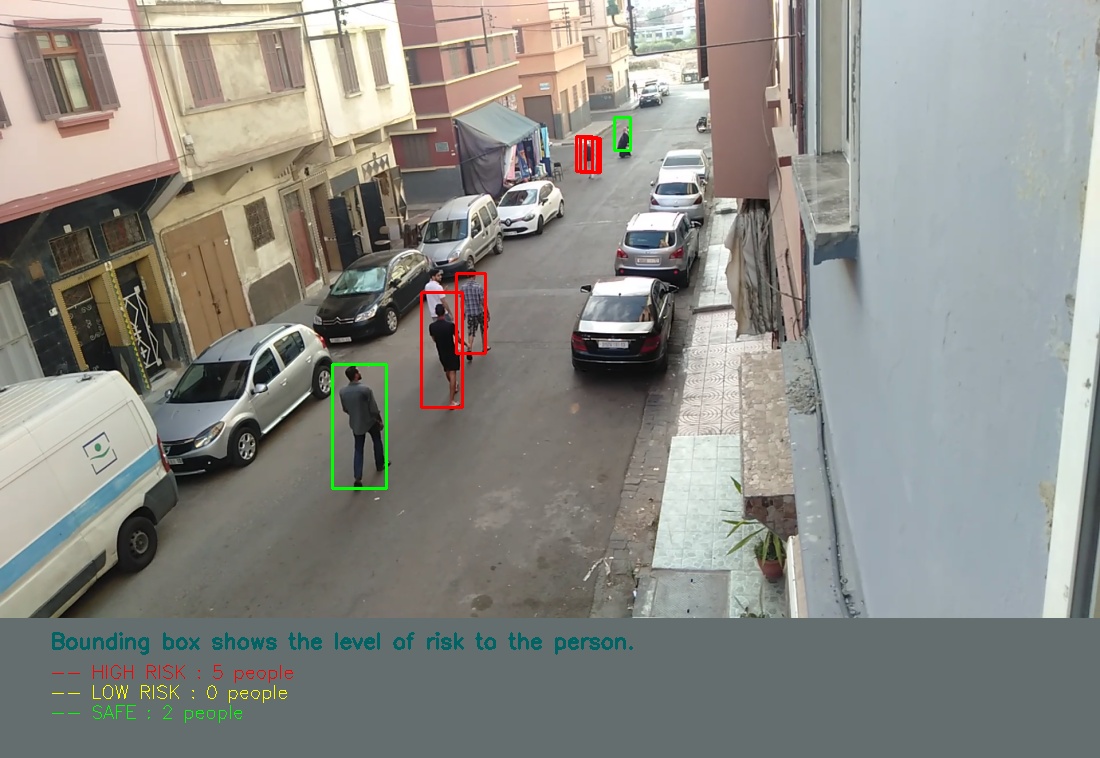 Bounding box shows the level of risk to the person.
—— HIGH RISK : 5 people
—— LOW RISK : 0 people
—— SAFE : 2 people